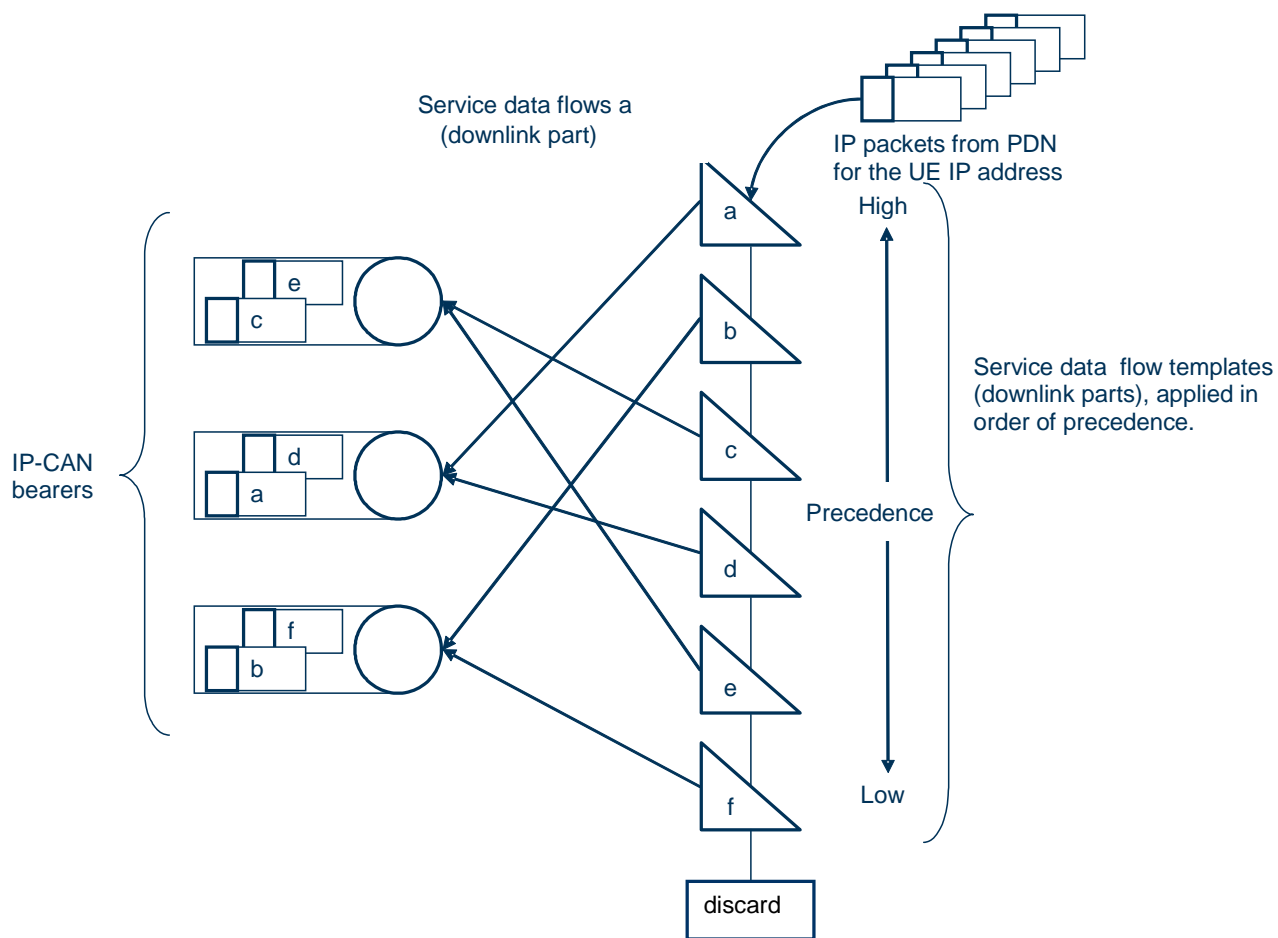 Service data flows a
(downlink part)
IP packets from PDN
for the UE IP address
High
a
b
c
d
e
f
Precedence
Low
Service data flow templates
(downlink parts), applied in
order of precedence.
IP-CAN
bearers
e
c
d
a
f
b
discard